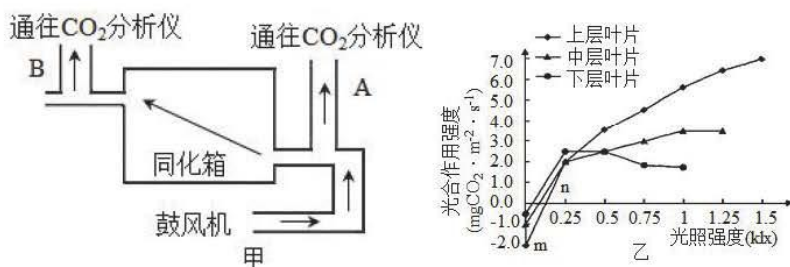 通往CO₂分析仪
B
通往CO₂分析仪
A
同化箱
鼓风机
甲
上层叶片
中层叶片
下层叶片
光合作用强度
(mgCO₂·m⁻²·s⁻¹)
7.0
6.0
5.0
4.0
3.0
2.0
1.0
0.0
-1.0
-2.0
n
m
0.25 0.5 0.75 1 1.25 1.5
光照强度(klx)
乙